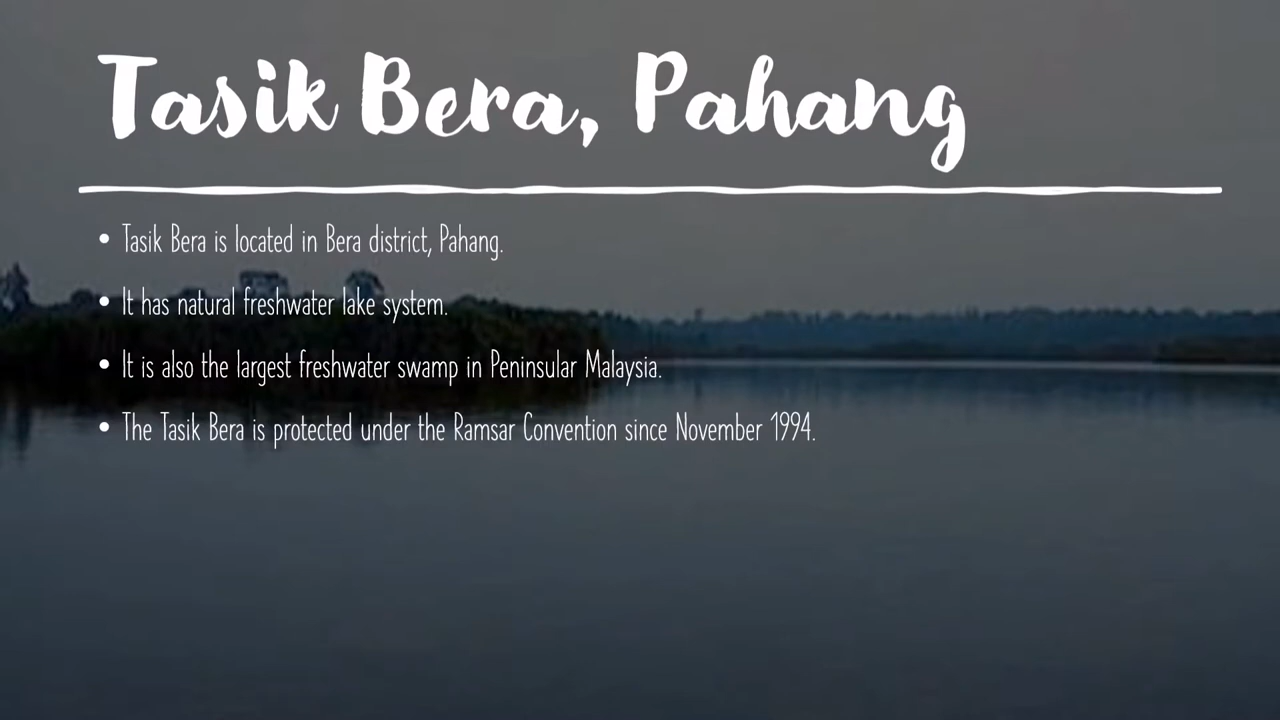 Tasik Bera, Pahang
• Tasik Bera is located in Bera district, Pahang.
• It has natural freshwater lake system.
• It is also the largest freshwater swamp in Peninsular Malaysia.
• The Tasik Bera is protected under the Ramsar Convention since November 1994.